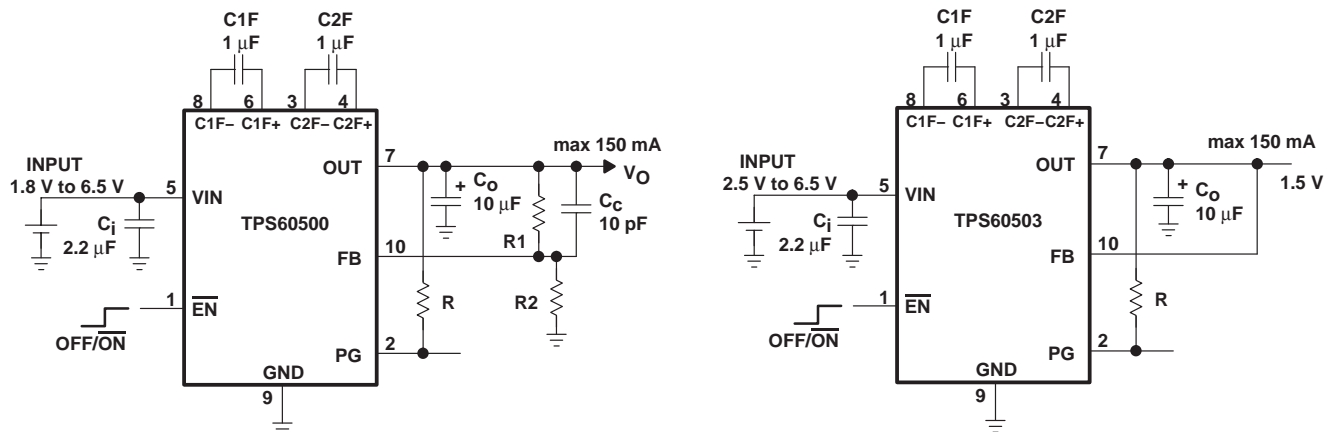 C1F
1 µF
C2F
1 µF
8
6
3
4
C1F–
C1F+
C2F–
C2F+
INPUT
1.8 V to 6.5 V
5
VIN
Ci
2.2 µF
TPS60500
OUT
7
max 150 mA
VO
+
Co
10 µF
R1
Cc
10 pF
FB
10
R2
R
1
EN
OFF/ON
PG
2
GND
9
C1F
1 µF
C2F
1 µF
8
6
3
4
C1F–
C1F+
C2F–
C2F+
INPUT
2.5 V to 6.5 V
5
VIN
Ci
2.2 µF
TPS60503
OUT
7
max 150 mA
1.5 V
+
Co
10 µF
FB
10
R
1
EN
OFF/ON
PG
2
GND
9